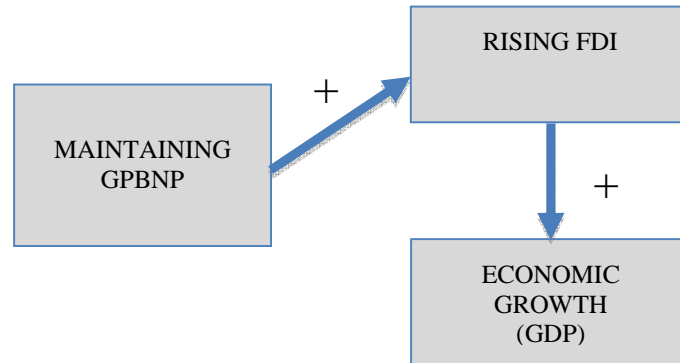 RISING FDI
+
MAINTAINING
GPBNP
+
ECONOMIC
GROWTH
(GDP)